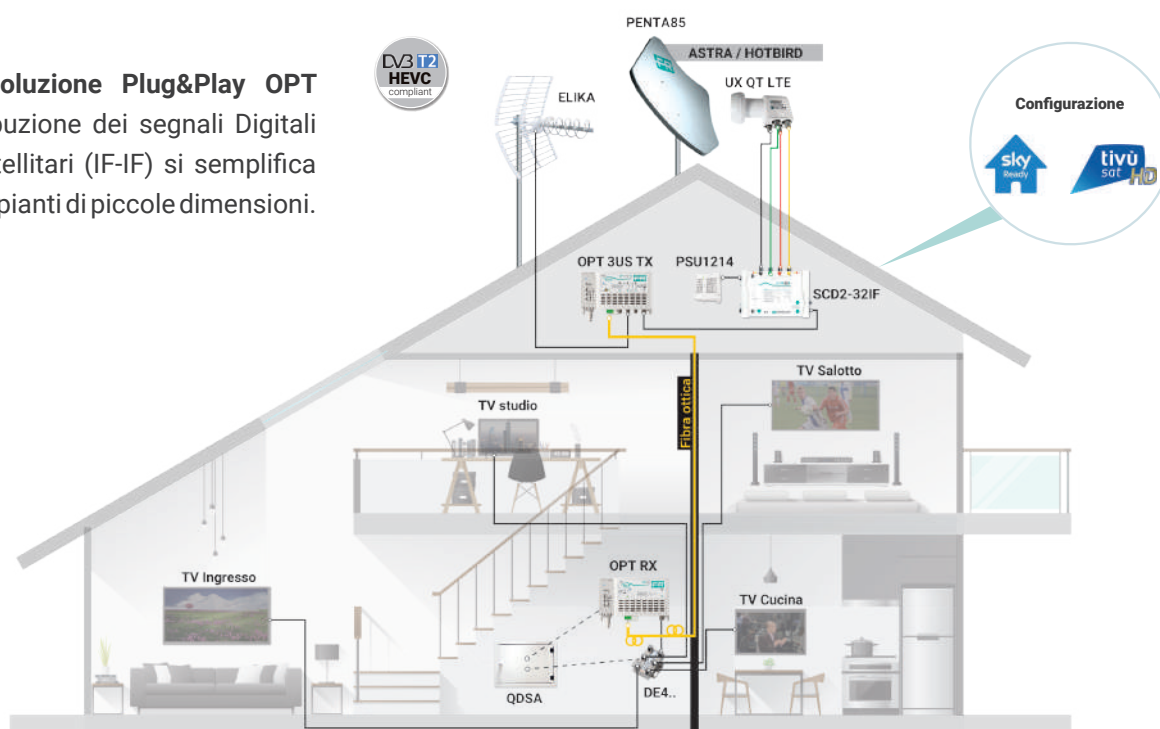 PENTA85
ASTRA / HOTBIRD
UX QT LTE
DVB T2
HEVC
compliant
ELIKA
oluzione Plug&Play OPT
buzione dei segnali Digitali
tellitari (IF-IF) si semplifica
pianti di piccole dimensioni.
Configurazione
sky
Ready
tivù
sat HD
OPT 3US TX
PSU1214
SCD2-32IF
Fibra ottica
TV Salotto
TV studio
TV Ingresso
OPT RX
TV Cucina
QDSA
DE4..